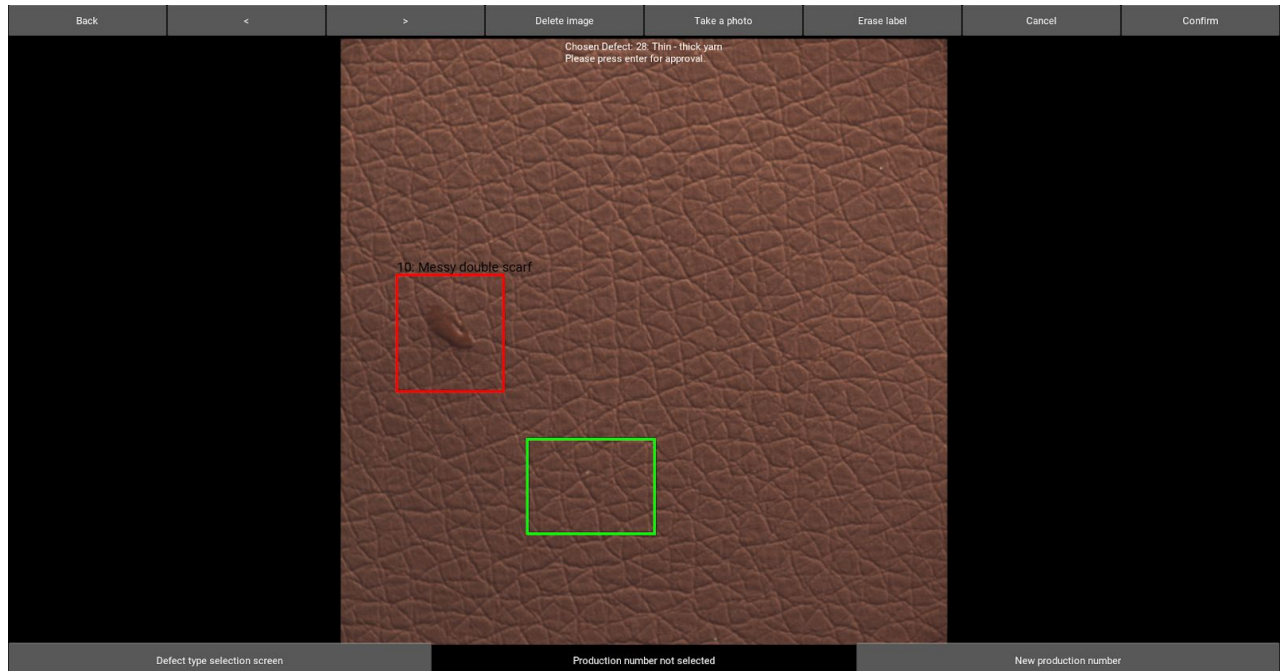 Back < > Delete image Take a photo Erase label Cancel Confirm
Chosen Defect: 28: Thin - thick yarn
Please press enter for approval.
10: Messy double scarf
Defect type selection screen Production number not selected New production number